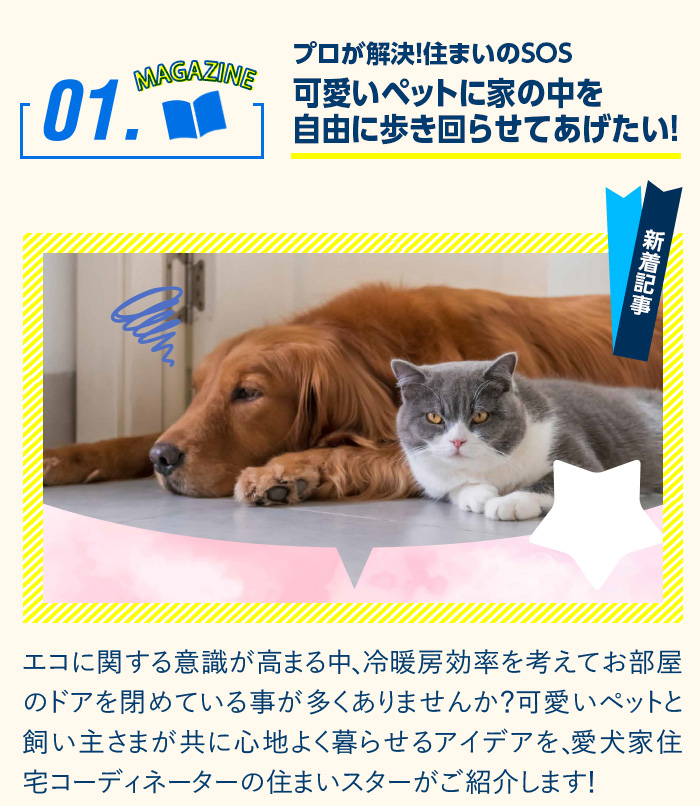 01.
MAGAZINE
プロが解決!住まいのSOS
可愛いペットに家の中を
自由に歩き回らせてあげたい!
新着記事
エコに関する意識が高まる中、冷暖房効率を考えてお部屋
のドアを閉めている事が多くありませんか?可愛いペットと
飼い主さまが共に心地よく暮らせるアイデアを、愛犬家住
宅コーディネーターの住まいスターがご紹介します!